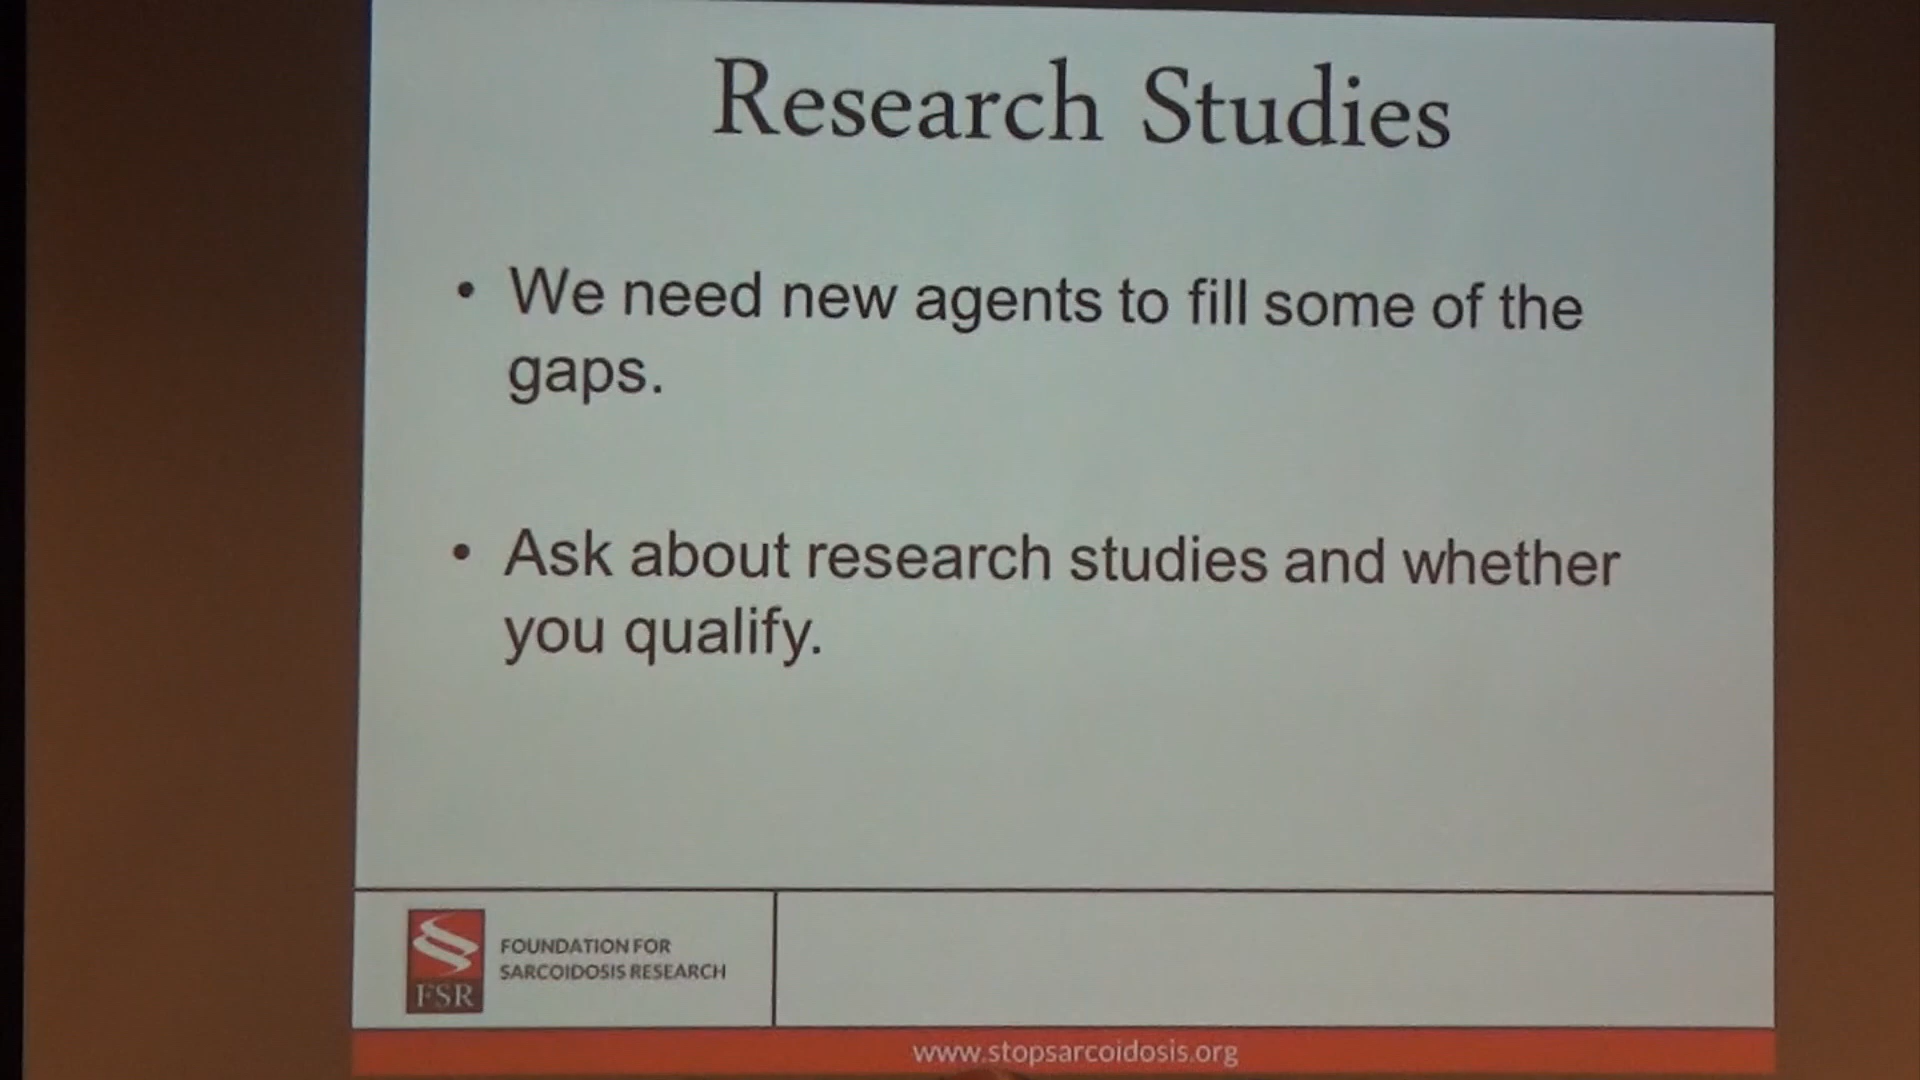 Research Studies
• We need new agents to fill some of the
gaps.
• Ask about research studies and whether
you qualify.
FOUNDATION FOR
SARCOIDOSIS RESEARCH
FSR
www.stopsarcoidosis.org